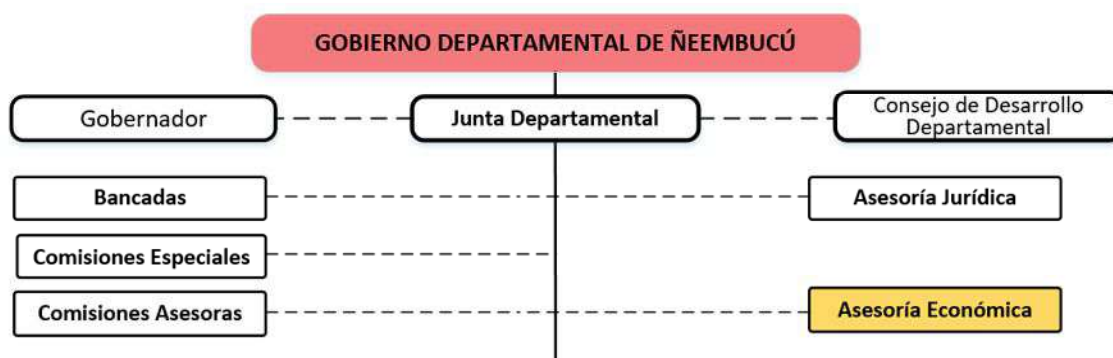 GOBIERNO DEPARTAMENTAL DE ÑEEMBUCÚ
Gobernador
Junta Departamental
Consejo de Desarrollo
Departamental
Bancadas
Asesoría Jurídica
Comisiones Especiales
Comisiones Asesoras
Asesoría Económica